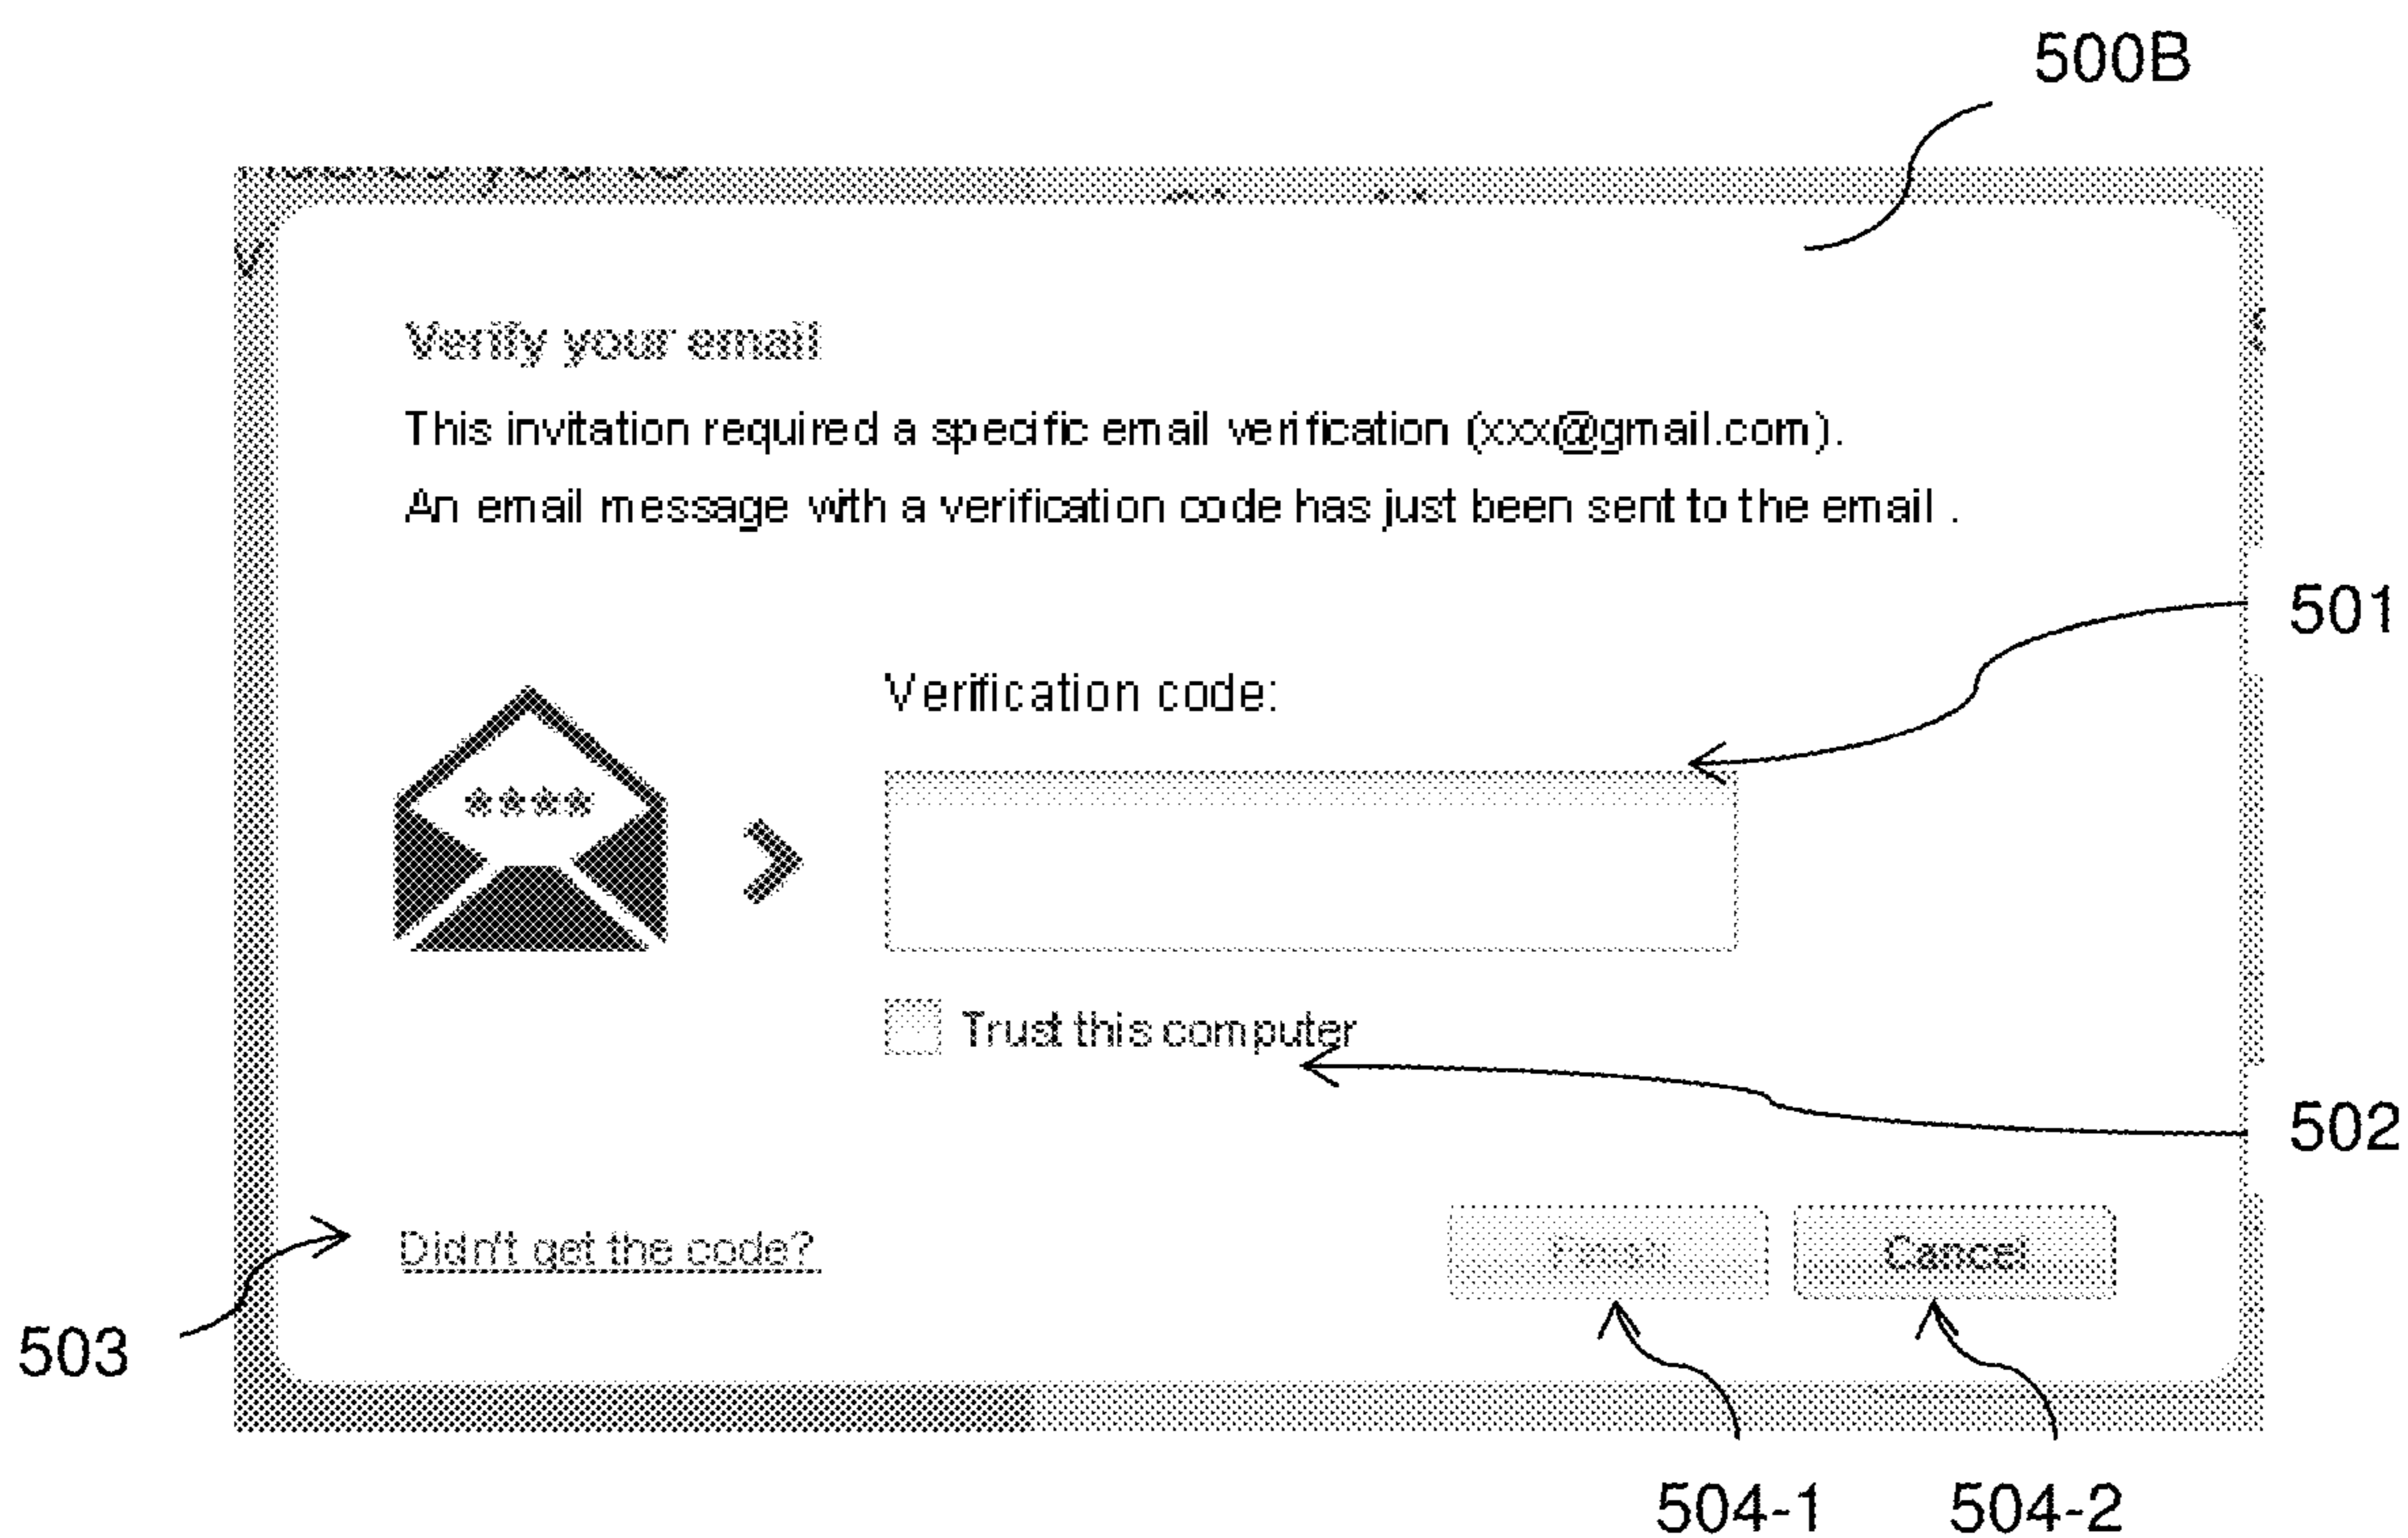 500B
Verify your email
This invitation required a specific email verification (xxx@gmail.com).
An email message with a verification code has just been sent to the email .
501
Verification code:
****
Trust this computer
502
Didn't get the code?
Cancel
503
504-1
504-2